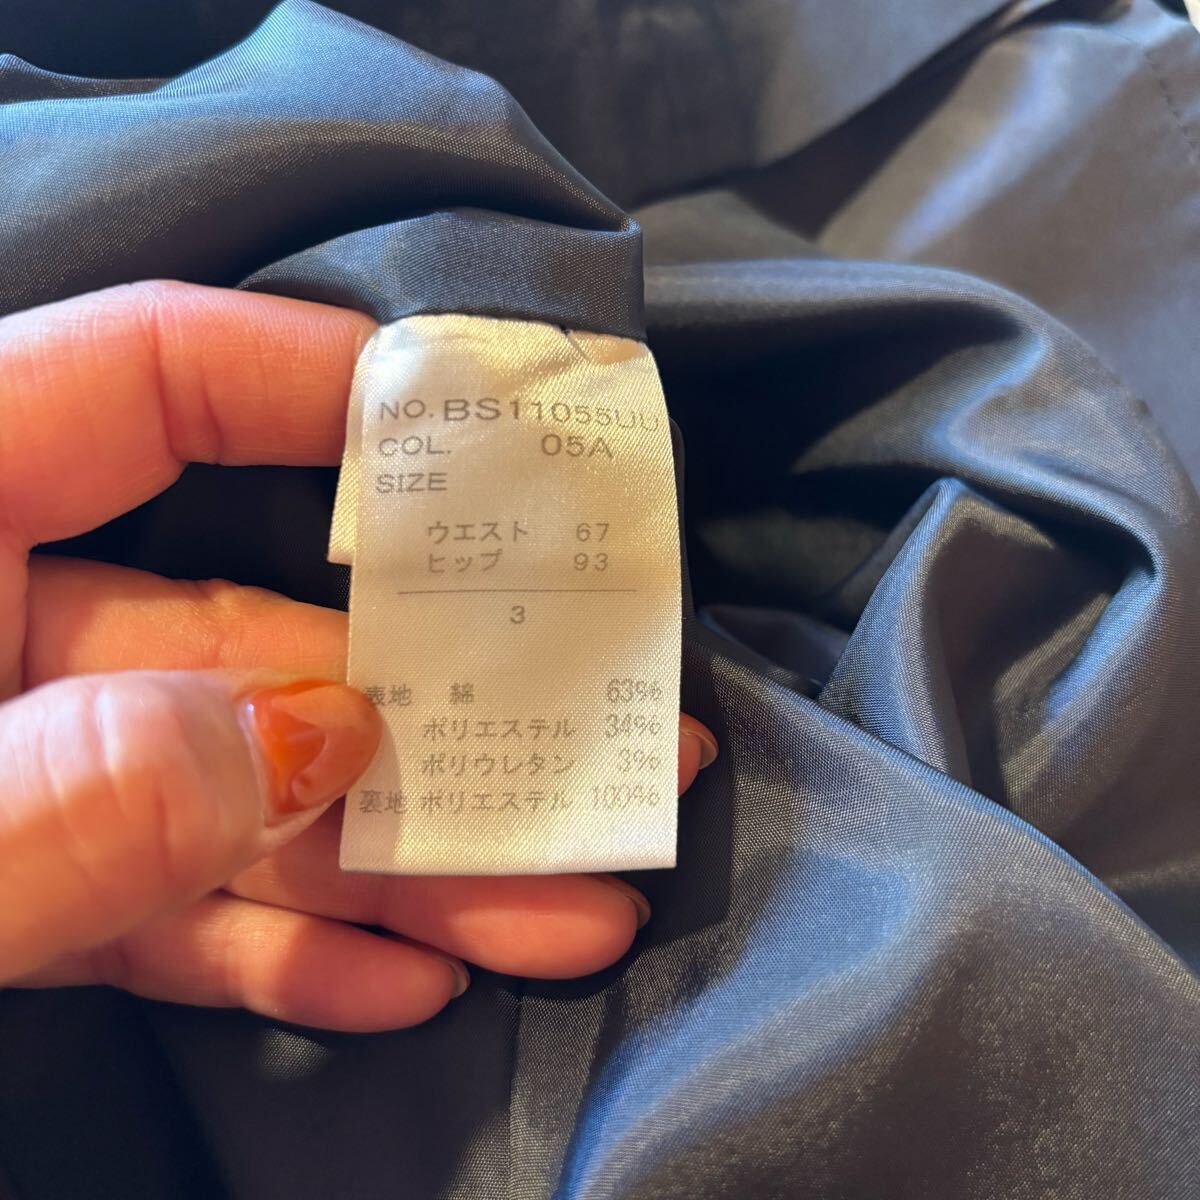 NO. BS11055UU
COL. 05A
SIZE
ウエスト 67
ヒップ 93
3
表地 綿 63%
ポリエステル 34%
ポリウレタン 3%
裏地 ポリエステル 100%